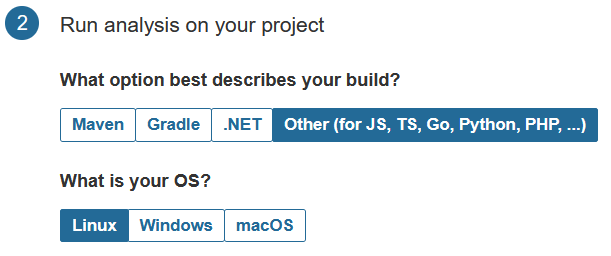 2 Run analysis on your project
What option best describes your build?
Maven Gradle .NET Other (for JS, TS, Go, Python, PHP, ...)
What is your OS?
Linux Windows macOS